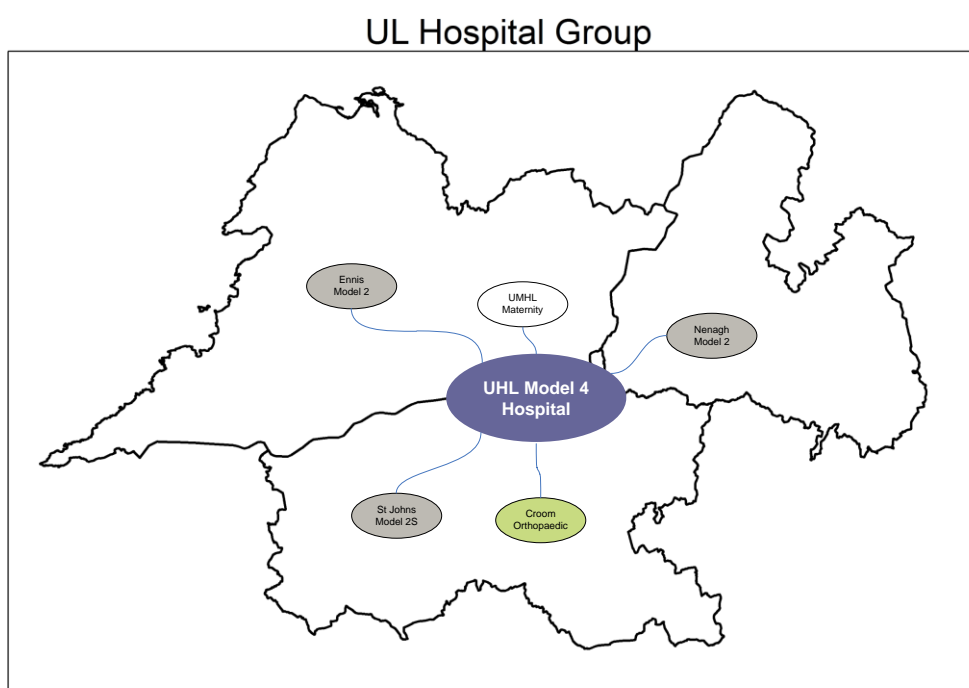 UL Hospital Group
Ennis
Model 2
UMHL
Maternity
Nenagh
Model 2
UHL Model 4
Hospital
St Johns
Model 2S
Croom
Orthopaedic